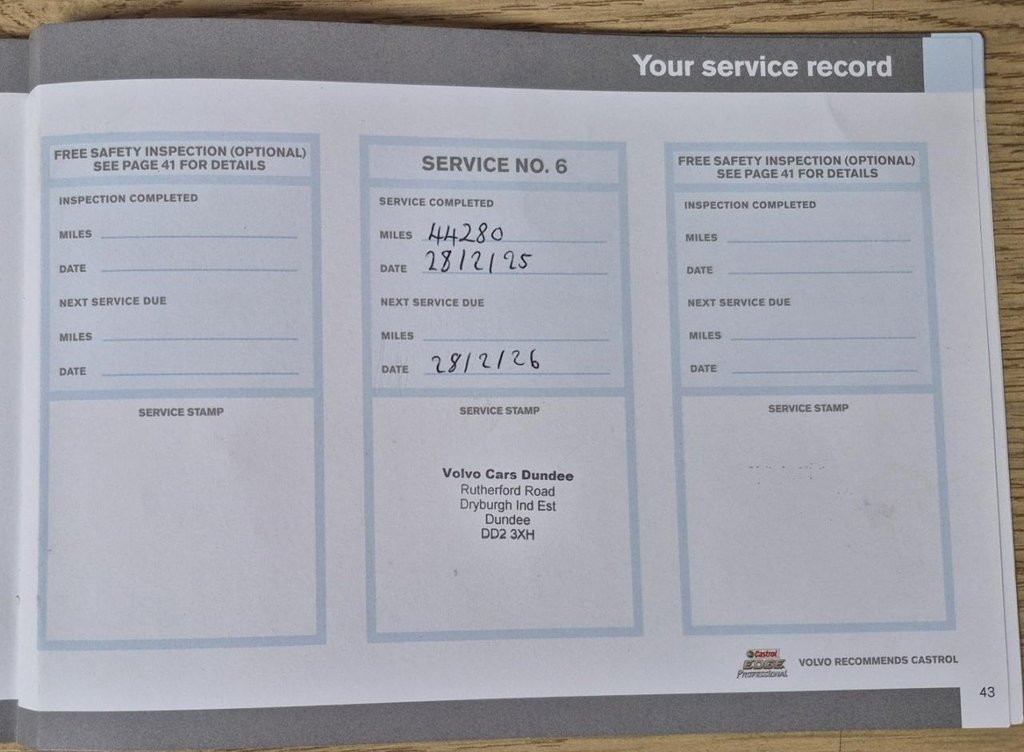 Your service record
FREE SAFETY INSPECTION (OPTIONAL)
SEE PAGE 41 FOR DETAILS
INSPECTION COMPLETED
MILES
DATE
NEXT SERVICE DUE
MILES
DATE
SERVICE STAMP
SERVICE NO. 6
SERVICE COMPLETED
MILES 44280
DATE 28/2/25
NEXT SERVICE DUE
MILES
DATE 28/2/26
SERVICE STAMP
Volvo Cars Dundee
Rutherford Road
Dryburgh Ind Est
Dundee
DD2 3XH
FREE SAFETY INSPECTION (OPTIONAL)
SEE PAGE 41 FOR DETAILS
INSPECTION COMPLETED
MILES
DATE
NEXT SERVICE DUE
MILES
DATE
SERVICE STAMP
Castrol
EDGE
PROFESSIONAL
VOLVO RECOMMENDS CASTROL
43